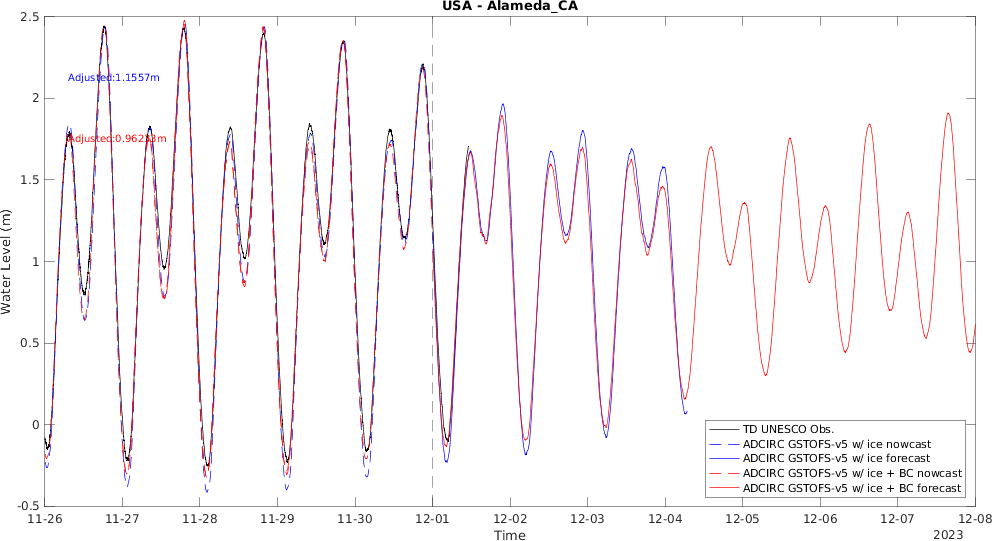 USA - Alameda_CA
2.5
2
1.5
1
0.5
0
-0.5
Water Level (m)
Adjusted:1.1557m
11-26
11-27
11-28
11-29
11-30
12-01
12-02
12-03
12-04
12-05
12-06
12-07
12-08
Time
2023
TD UNESCO Obs.
ADCIRC GSTOFS-v5 w/ ice nowcast
ADCIRC GSTOFS-v5 w/ ice forecast
ADCIRC GSTOFS-v5 w/ ice + BC nowcast
ADCIRC GSTOFS-v5 w/ ice + BC forecast